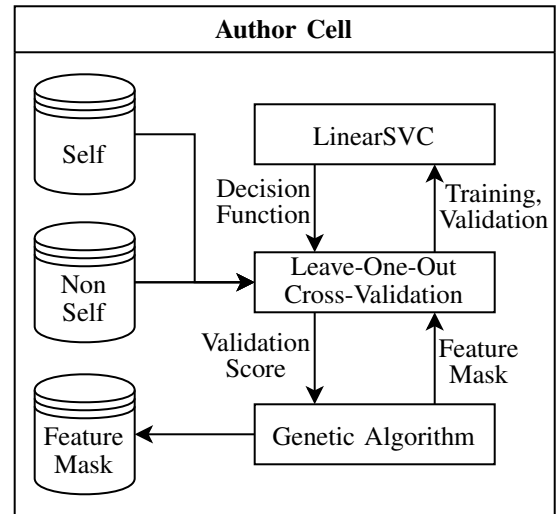 Author Cell
Self
LinearSVC
Decision
Function
Training,
Validation
Non
Self
Leave-One-Out
Cross-Validation
Validation
Score
Feature
Mask
Feature
Mask
Genetic Algorithm